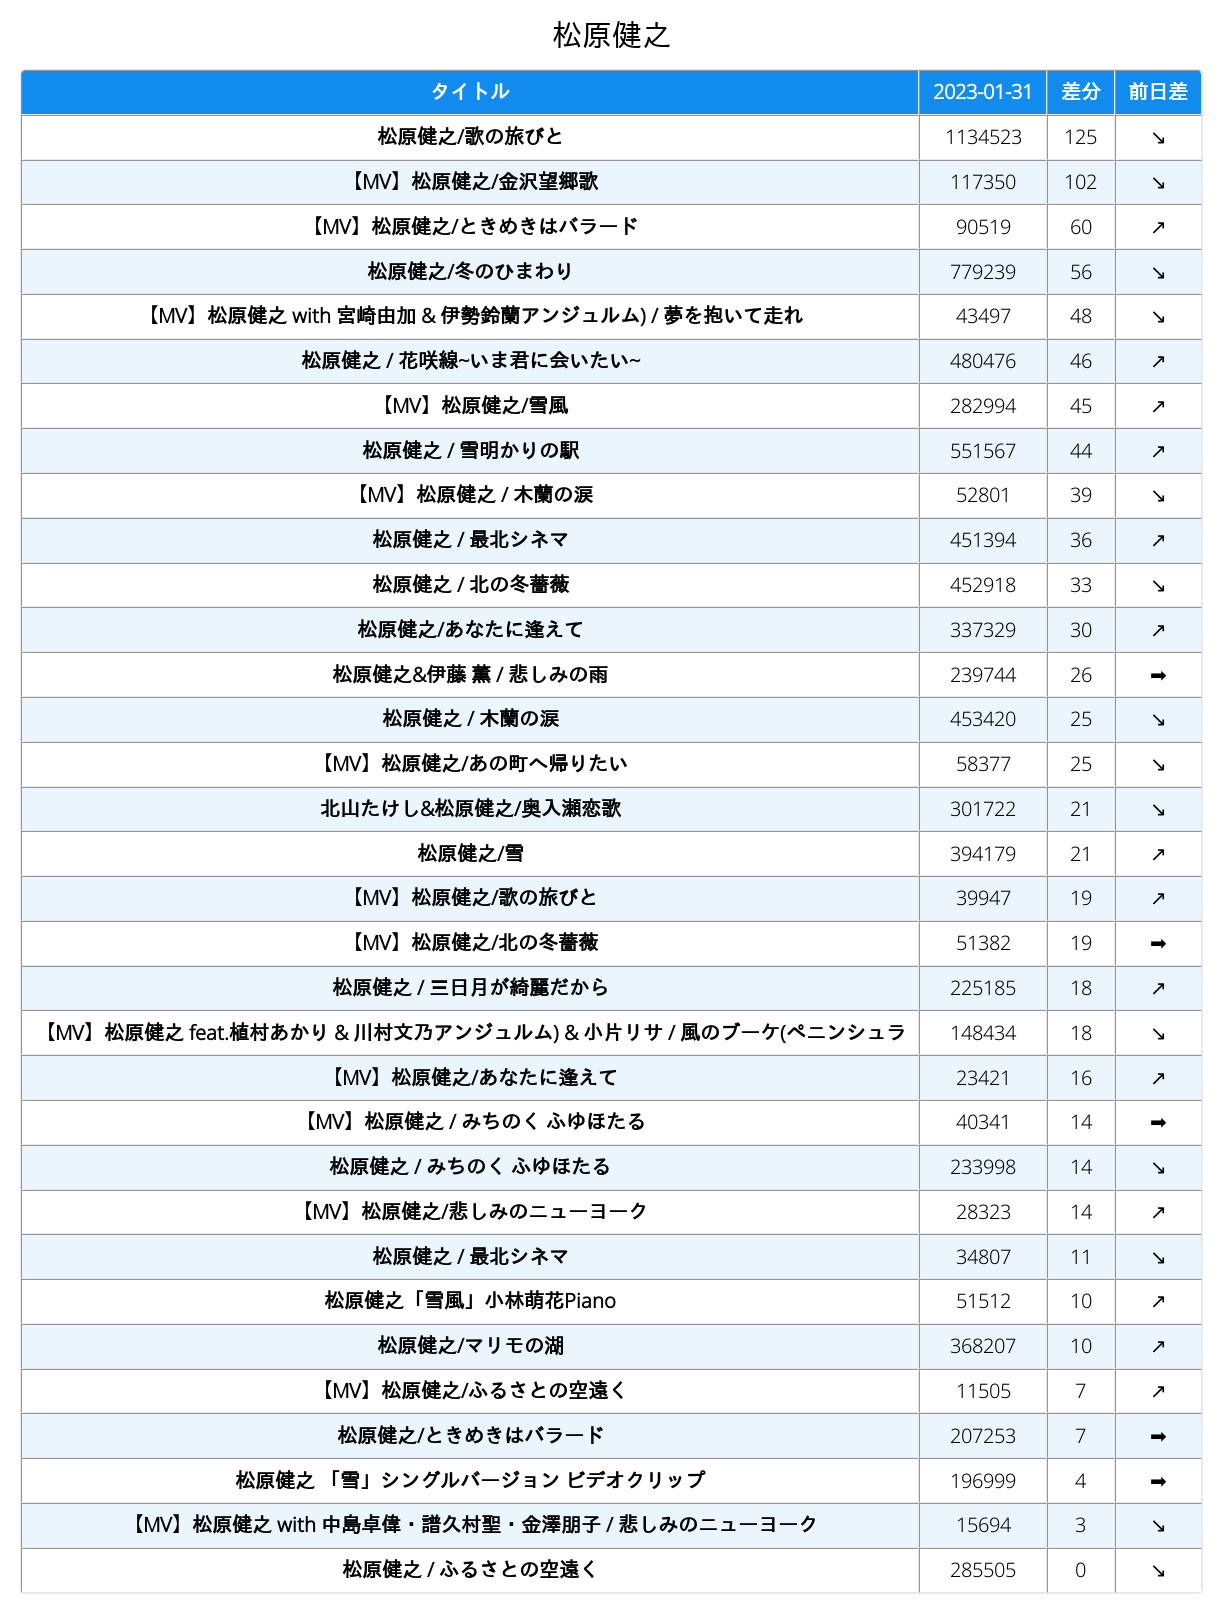 松原健之
タイトル 2023-01-31 差分 前日差
松原健之/歌の旅びと 1134523 125 ↘
【MV】松原健之/金沢望郷歌 117350 102 ↘
【MV】松原健之/ときめきはバラード 90519 60 ↗
松原健之/冬のひまわり 779239 56 ↘
【MV】松原健之 with 宮崎由加 & 伊勢鈴蘭アンジュルム) / 夢を抱いて走れ 43497 48 ↘
松原健之 / 花咲線~いま君に会いたい~ 480476 46 ↗
【MV】松原健之/雪風 282994 45 ↗
松原健之 / 雪明かりの駅 551567 44 ↗
【MV】松原健之 / 木蘭の涙 52801 39 ↘
松原健之 / 最北シネマ 451394 36 ↗
松原健之 / 北の冬薔薇 452918 33 ↘
松原健之/あなたに逢えて 337329 30 ↗
松原健之&伊藤 薫 / 悲しみの雨 239744 26 ➡
松原健之 / 木蘭の涙 453420 25 ↘
【MV】松原健之/あの町へ帰りたい 58377 25 ↘
北山たけし&松原健之/奥入瀬恋歌 301722 21 ↘
松原健之/雪 394179 21 ↗
【MV】松原健之/歌の旅びと 39947 19 ↗
【MV】松原健之/北の冬薔薇 51382 19 ➡
松原健之 / 三日月が綺麗だから 225185 18 ↗
【MV】松原健之 feat.植村あかり & 川村文乃アンジュルム) & 小片リサ / 風のブーケ(ペニンシュラ 148434 18 ↘
【MV】松原健之/あなたに逢えて 23421 16 ↗
【MV】松原健之 / みちのく ふゆほたる 40341 14 ➡
松原健之 / みちのく ふゆほたる 233998 14 ↘
【MV】松原健之/悲しみのニューヨーク 28323 14 ↗
松原健之 / 最北シネマ 34807 11 ↘
松原健之「雪風」小林萌花Piano 51512 10 ↗
松原健之/マリモの湖 368207 10 ↗
【MV】松原健之/ふるさとの空遠く 11505 7 ↗
松原健之/ときめきはバラード 207253 7 ➡
松原健之 「雪」シングルバージョン ビデオクリップ 196999 4 ➡
【MV】松原健之 with 中島卓偉・譜久村聖・金澤朋子 / 悲しみのニューヨーク 15694 3 ↘
松原健之 / ふるさとの空遠く 285505 0 ↘